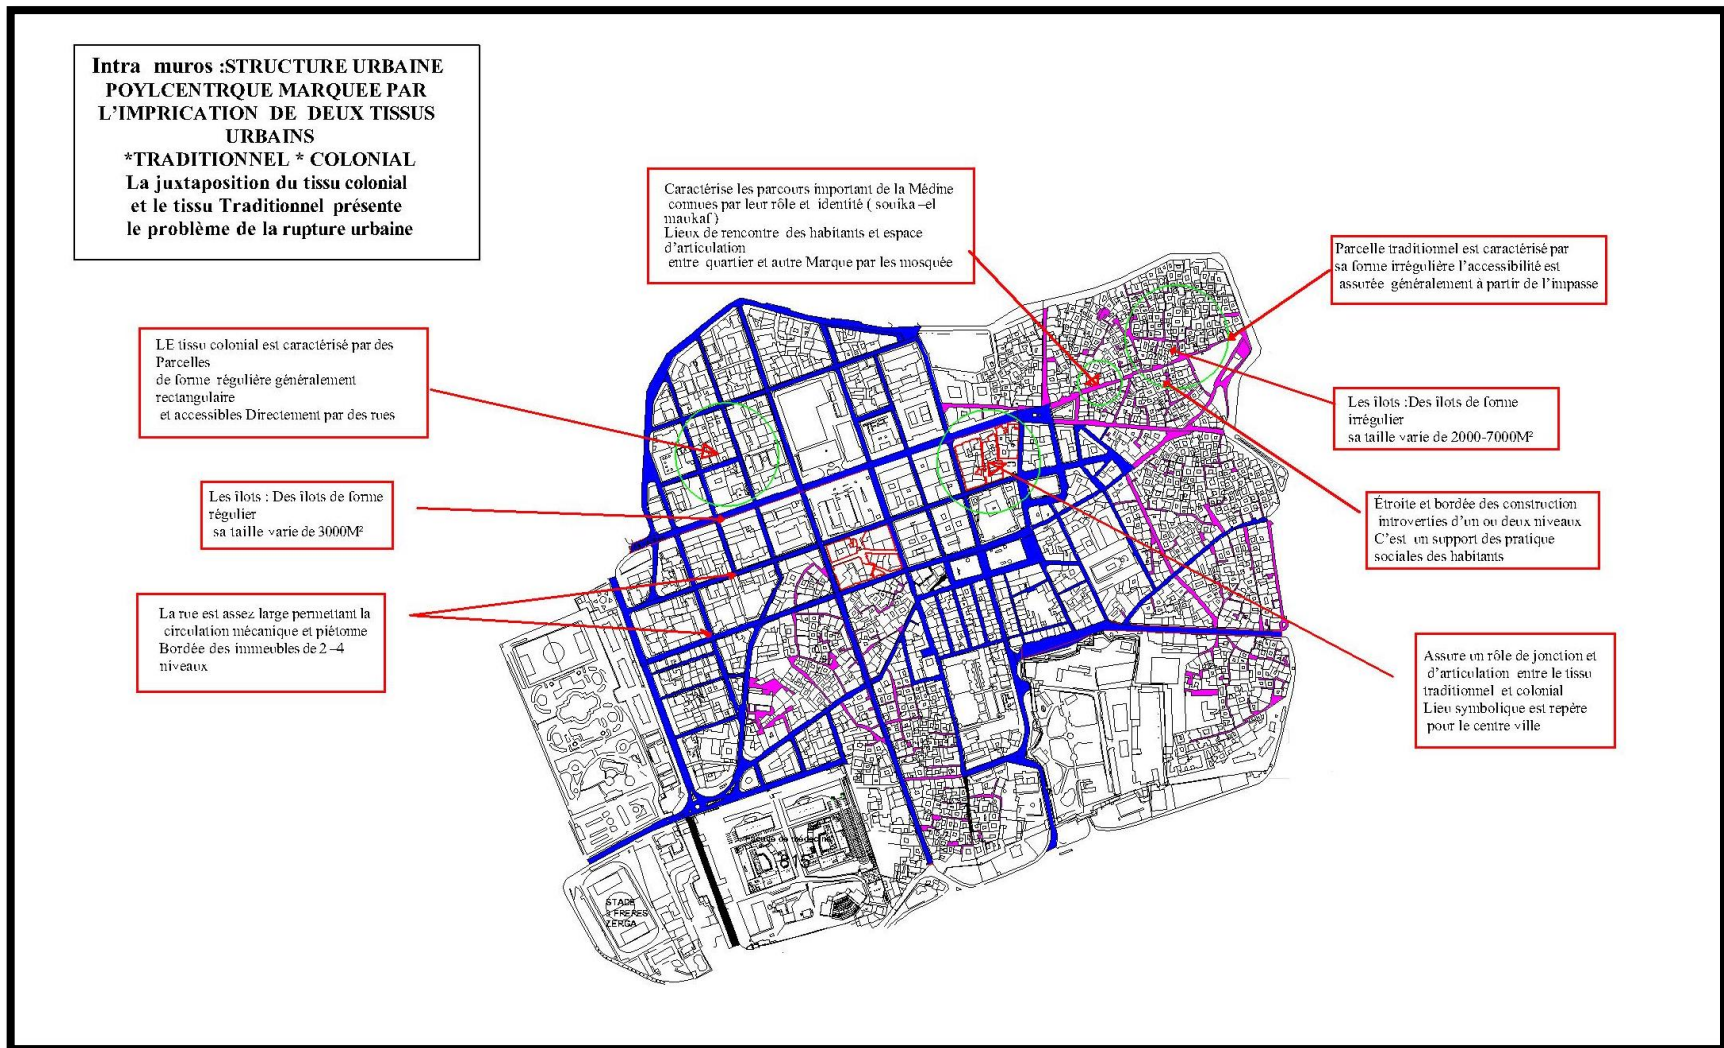 Intra muros :STRUCTURE URBAINE
POYLCENTRQUE MARQUEE PAR
L'IMPRICATION DE DEUX TISSUS
URBAINS
*TRADITIONNEL * COLONIAL
La juxtaposition du tissu colonial
et le tissu Traditionnel présente
le problème de la rupture urbaine
Caractérise les parcours important de la Médine
connues par leur rôle et identité ( souika –el
maukaf )
Lieux de rencontre des habitants et espace
d'articulation
entre quartier et autre Marque par les mosquée
Parcelle traditionnel est caractérisé par
sa forme irrégulière l'accessibilité est
assurée généralement à partir de l'impasse
LE tissu colonial est caractérisé par des
Parcelles
de forme régulière généralement
rectangulaire
et accessibles Directement par des rues
Les îlots :Des îlots de forme
irrégulier
sa taille varie de 2000-7000M²
Les îlots : Des îlots de forme
régulier
sa taille varie de 3000M²
Étroite et bordée des construction
introverties d'un ou deux niveaux
C'est un support des pratique
sociales des habitants
La rue est assez large permettant la
circulation mécanique et piétonne
Bordée des immeubles de 2 –4
niveaux
Assure un rôle de jonction et
d'articulation entre le tissu
traditionnel et colonial
Lieu symbolique est repère
pour le centre ville
815
STADE
FRERES
ZERGA